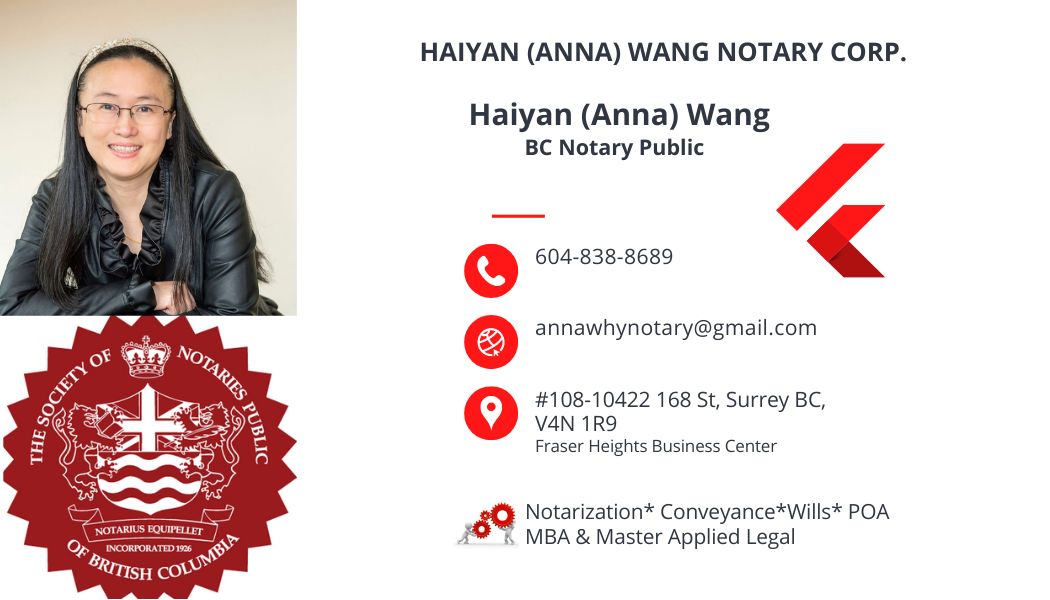 HAIYAN (ANNA) WANG NOTARY CORP.
Haiyan (Anna) Wang
BC Notary Public
604-838-8689
annawhynotary@gmail.com
#108-10422 168 St, Surrey BC,
V4N 1R9
Fraser Heights Business Center
Notarization* Conveyance*Wills* POA
MBA & Master Applied Legal
THE SOCIETY OF NOTARIES PUBLIC
NOTARIUS EQUIPELLET
INCORPORATED 1926
OF BRITISH COLUMBIA